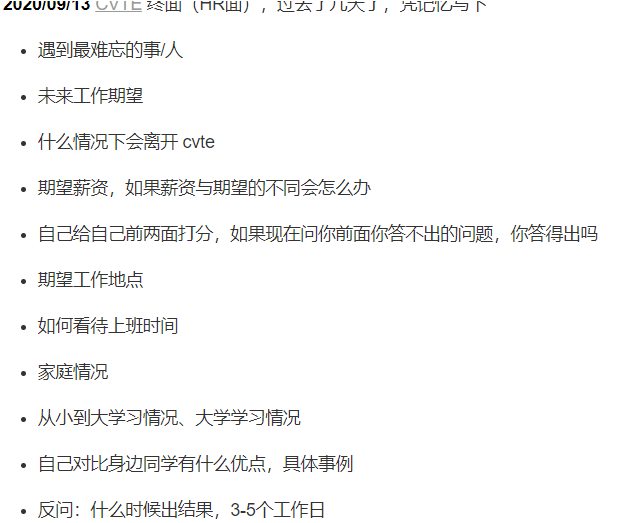 2020/09/13 CVTE 终面（HR面），过去了几天了，凭记忆写下
遇到最难忘的事/人
未来工作期望
什么情况下会离开 cvte
期望薪资，如果薪资与期望的不同会怎么办
自己给自己前两面打分，如果现在问你前面你答不出的问题，你答得出吗
期望工作地点
如何看待上班时间
家庭情况
从小到大学习情况、大学学习情况
自己对比身边同学有什么优点，具体事例
反问：什么时候出结果，3-5个工作日